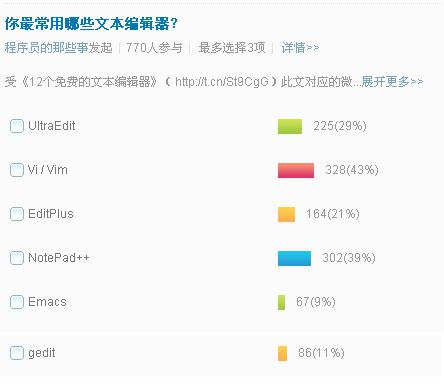 你最常用哪些文本编辑器？
程序员的那些事发起 | 770人参与 | 最多选择3项 | 详情>>
受《12个免费的文本编辑器》（ http://t.cn/St9CgG ）此文对应的微...展开更多>>
UltraEdit 225(29%)
Vi / Vim 328(43%)
EditPlus 164(21%)
NotePad++ 302(39%)
Emacs 67(9%)
gedit 86(11%)